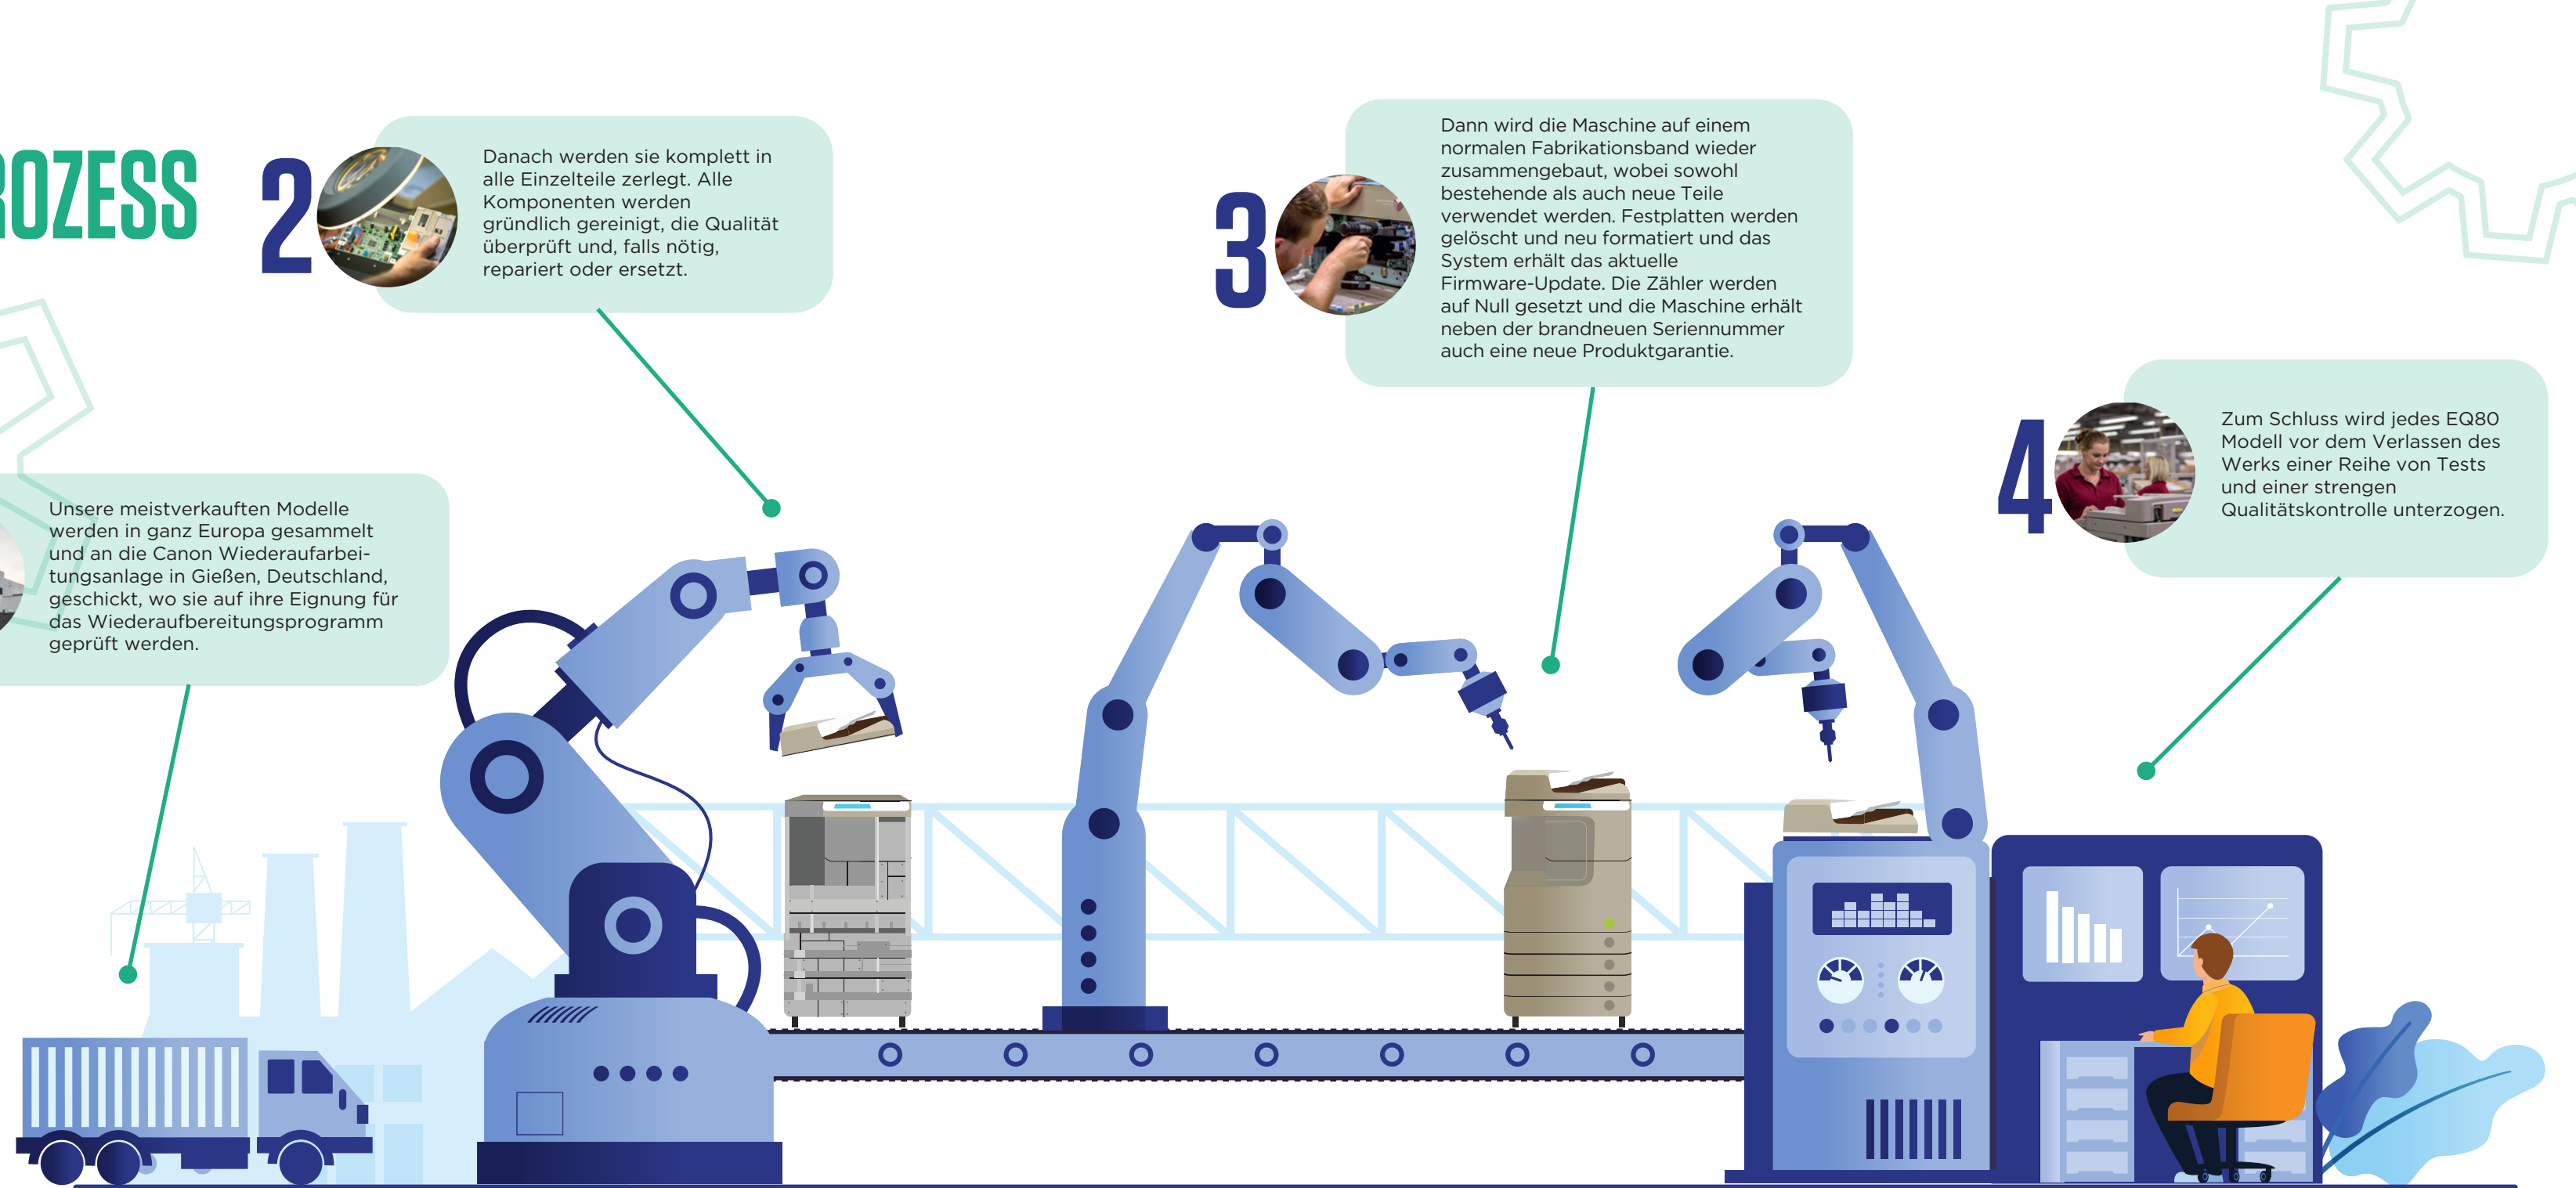 ROZESS
Unsere meistverkauften Modelle
werden in ganz Europa gesammelt
und an die Canon Wiederaufarbei-
tungsanlage in Gießen, Deutschland,
geschickt, wo sie auf ihre Eignung für
das Wiederaufbereitungsprogramm
geprüft werden.
2
Danach werden sie komplett in
alle Einzelteile zerlegt. Alle
Komponenten werden
gründlich gereinigt, die Qualität
überprüft und, falls nötig,
repariert oder ersetzt.
3
Dann wird die Maschine auf einem
normalen Fabrikationsband wieder
zusammengebaut, wobei sowohl
bestehende als auch neue Teile
verwendet werden. Festplatten werden
gelöscht und neu formatiert und das
System erhält das aktuelle
Firmware-Update. Die Zähler werden
auf Null gesetzt und die Maschine erhält
neben der brandneuen Seriennummer
auch eine neue Produktgarantie.
4
Zum Schluss wird jedes EQ80
Modell vor dem Verlassen des
Werks einer Reihe von Tests
und einer strengen
Qualitätskontrolle unterzogen.